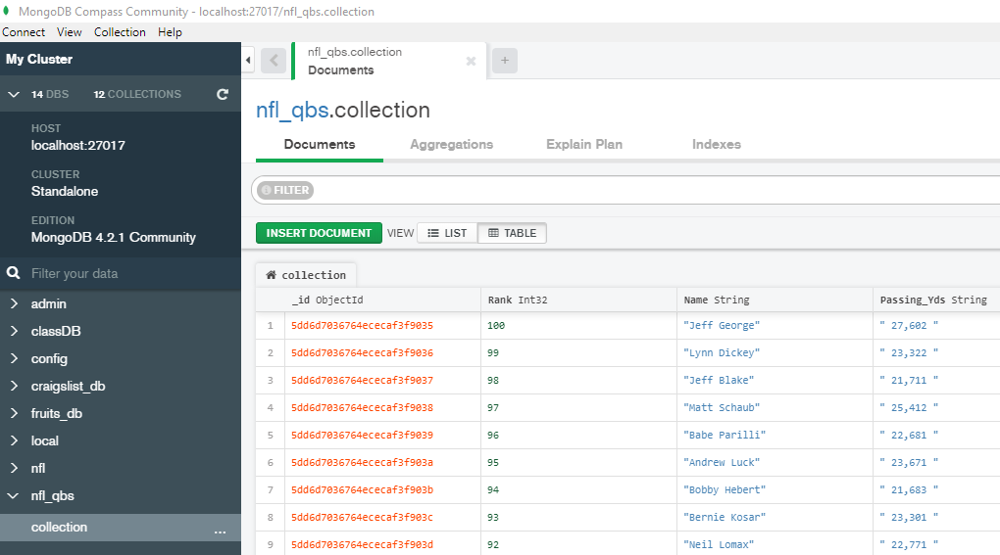 MongoDB Compass Community - localhost:27017/nfl_qbs.collection
Connect View Collection Help
My Cluster
14 DBS 12 COLLECTIONS
HOST
localhost:27017
CLUSTER
Standalone
EDITION
MongoDB 4.2.1 Community
Filter your data
admin
classDB
config
craigslist_db
fruits_db
local
nfl
nfl_qbs
collection ...
nfl_qbs.collection
Documents
nfl_qbs.collection
Documents Aggregations Explain Plan Indexes
FILTER
INSERT DOCUMENT VIEW LIST TABLE
collection
_id ObjectId Rank Int32 Name String Passing_Yds String
1 5dd6d7036764ececaf3f9035 100 "Jeff George" " 27,602 "
2 5dd6d7036764ececaf3f9036 99 "Lynn Dickey" " 23,322 "
3 5dd6d7036764ececaf3f9037 98 "Jeff Blake" " 21,711 "
4 5dd6d7036764ececaf3f9038 97 "Matt Schaub" " 25,412 "
5 5dd6d7036764ececaf3f9039 96 "Babe Parilli" " 22,681 "
6 5dd6d7036764ececaf3f903a 95 "Andrew Luck" " 23,671 "
7 5dd6d7036764ececaf3f903b 94 "Bobby Hebert" " 21,683 "
8 5dd6d7036764ececaf3f903c 93 "Bernie Kosar" " 23,301 "
9 5dd6d7036764ececaf3f903d 92 "Neil Lomax" " 22,771 "